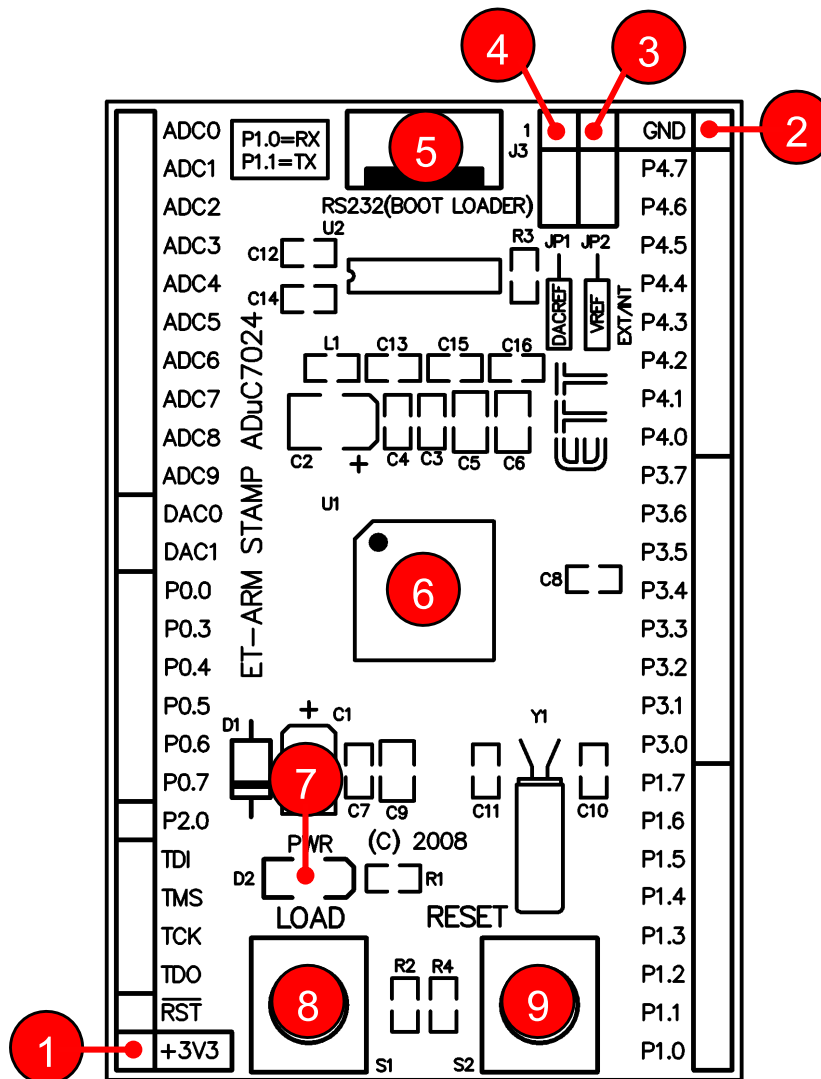 4
3
2
5
ADC0
ADC1
ADC2
ADC3
ADC4
ADC5
ADC6
ADC7
ADC8
ADC9
DAC0
DAC1
P0.0
P0.3
P0.4
P0.5
P0.6
P0.7
P2.0
TDI
TMS
TCK
TDO
RST
+3V3
1
P1.0=RX
P1.1=TX
RS232(BOOT LOADER)
1
J3
U2
C12
C14
R3
JP1
JP2
DACREF
VREF
EXT/INT
L1
C13
C15
C16
C2
+
C4
C3
C5
C6
ETT
ET-ARM STAMP ADuC7024
U1
6
C8
D1
+
C1
7
C7
C9
Y1
C11
C10
PWR
(C) 2008
D2
R1
LOAD
RESET
8
R2
R4
9
S1
S2
GND
P4.7
P4.6
P4.5
P4.4
P4.3
P4.2
P4.1
P4.0
P3.7
P3.6
P3.5
P3.4
P3.3
P3.2
P3.1
P3.0
P1.7
P1.6
P1.5
P1.4
P1.3
P1.2
P1.1
P1.0